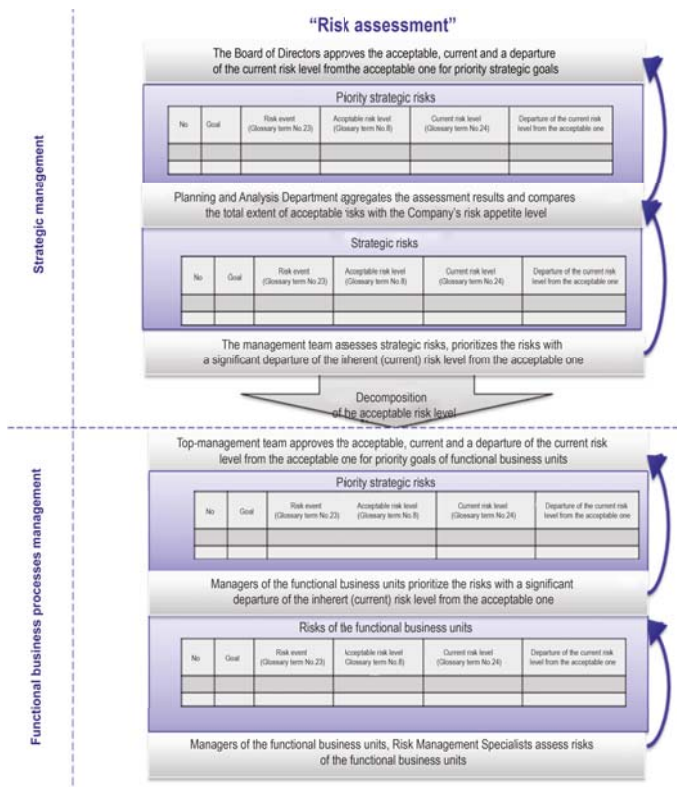 “Risk assessment”
The Board of Directors approves the acceptable, current and a departure
of the current risk level from the acceptable one for priority strategic goals
Priority strategic risks
No
Goal
Risk event
(Glossary term No.23)
Acceptable risk level
(Glossary term No.8)
Current risk level
(Glossary term No.24)
Departure of the current risk
level from the acceptable one
Planning and Analysis Department aggregates the assessment results and compares
the total extent of acceptable risks with the Company’s risk appetite level
Strategic risks
No
Goal
Risk event
(Glossary term No.23)
Acceptable risk level
(Glossary term No.8)
Current risk level
(Glossary term No.24)
Departure of the current risk
level from the acceptable one
The management team assesses strategic risks, prioritizes the risks with
a significant departure of the inherent (current) risk level from the acceptable one
Strategic management
Decomposition
of the acceptable risk level
Top-management team approves the acceptable, current and a departure of the current risk
level from the acceptable one for priority goals of functional business units
Priority strategic risks
No
Goal
Risk event
(Glossary term No.23)
Acceptable risk level
(Glossary term No.8)
Current risk level
(Glossary term No.24)
Departure of the current risk
level from the acceptable one
Managers of the functional business units prioritize the risks with a significant
departure of the inherert (current) risk level from the acceptable one
Risks of the functional business units
No
Goal
Risk event
(Glossary term No.23)
Acceptable risk level
Glossary term No.8)
Current risk level
(Glossary term No.24)
Departure of the current risk
level from the acceptable one
Managers of the functional business units, Risk Management Specialists assess risks
of the functional business units
Functional business processes management